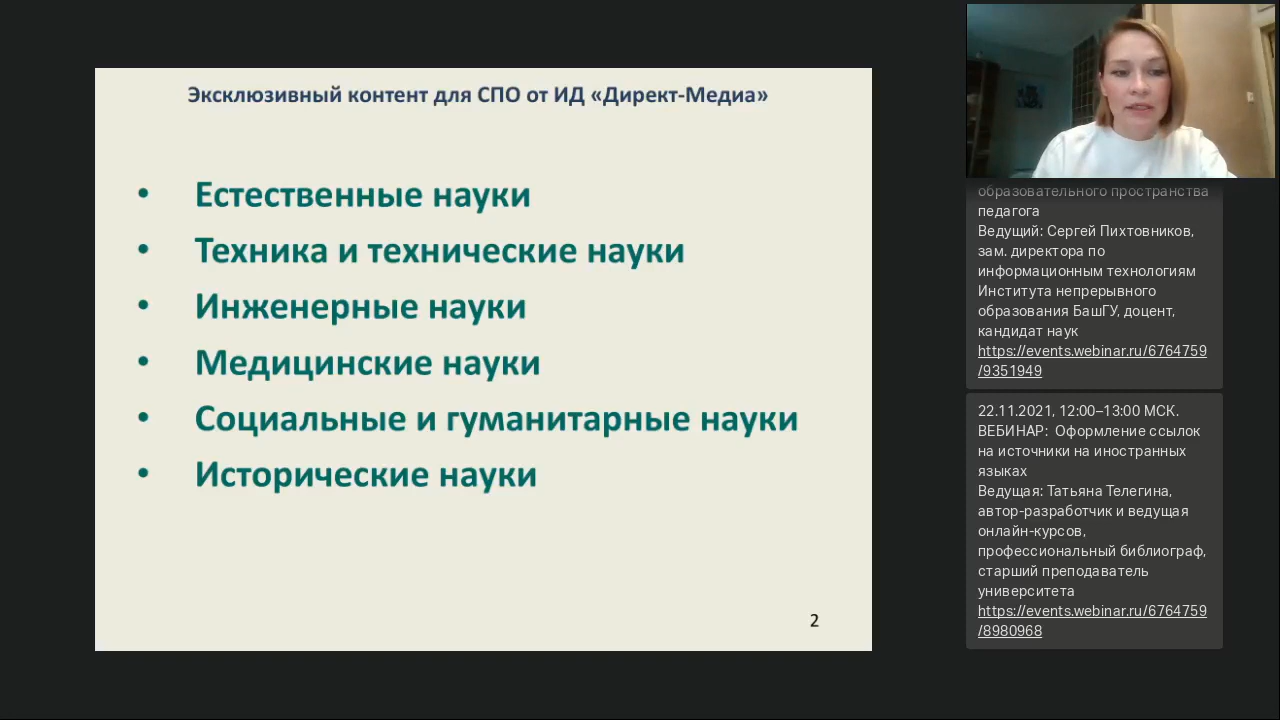 Эксклюзивный контент для СПО от ИД «Директ-Медиа»
• Естественные науки
• Техника и технические науки
• Инженерные науки
• Медицинские науки
• Социальные и гуманитарные науки
• Исторические науки
2
образовательного пространства
педагога
Ведущий: Сергей Пихтовников,
зам. директора по
информационным технологиям
Института непрерывного
образования БашГУ, доцент,
кандидат наук
https://events.webinar.ru/6764759
/9351949
22.11.2021, 12:00–13:00 МСК.
ВЕБИНАР: Оформление ссылок
на источники на иностранных
языках
Ведущая: Татьяна Телегина,
автор-разработчик и ведущая
онлайн-курсов,
профессиональный библиограф,
старший преподаватель
университета
https://events.webinar.ru/6764759
/8980968